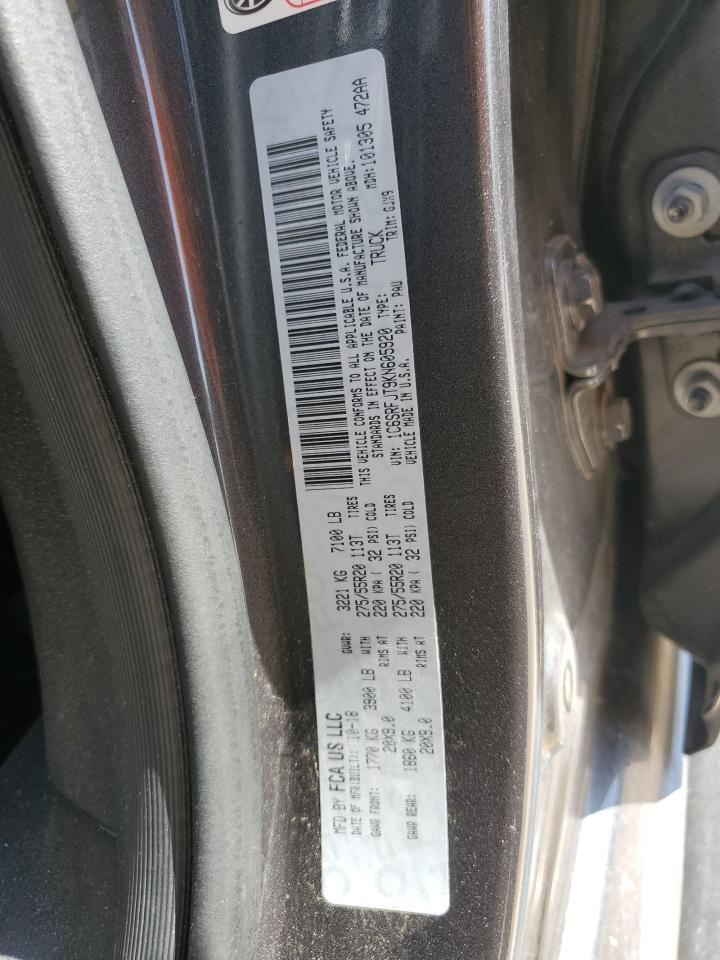 MFD BY FCA US LLC
DATE OF MFR(BUILT): 10-18 GVWR: 3221 KG 7100 LB
GAWR FRONT: 1770 KG 3900 LB WITH 275/55R20 113T TIRES
20X9.0 RIMS AT 220 KPA ( 32 PSI) COLD
GAWR REAR: 1860 KG 4100 LB WITH 275/55R20 113T TIRES
20X9.0 RIMS AT 220 KPA ( 32 PSI) COLD
THIS VEHICLE CONFORMS TO ALL APPLICABLE U.S.A. FEDERAL MOTOR VEHICLE SAFETY
STANDARDS IN EFFECT ON THE DATE OF MANUFACTURE SHOWN ABOVE.
VIN: 1C6SRFJT9KN605920 TYPE: TRUCK MDH:101305 472AA
VEHICLE MADE IN U.S.A. PAINT: PAU TRIM: GJX9